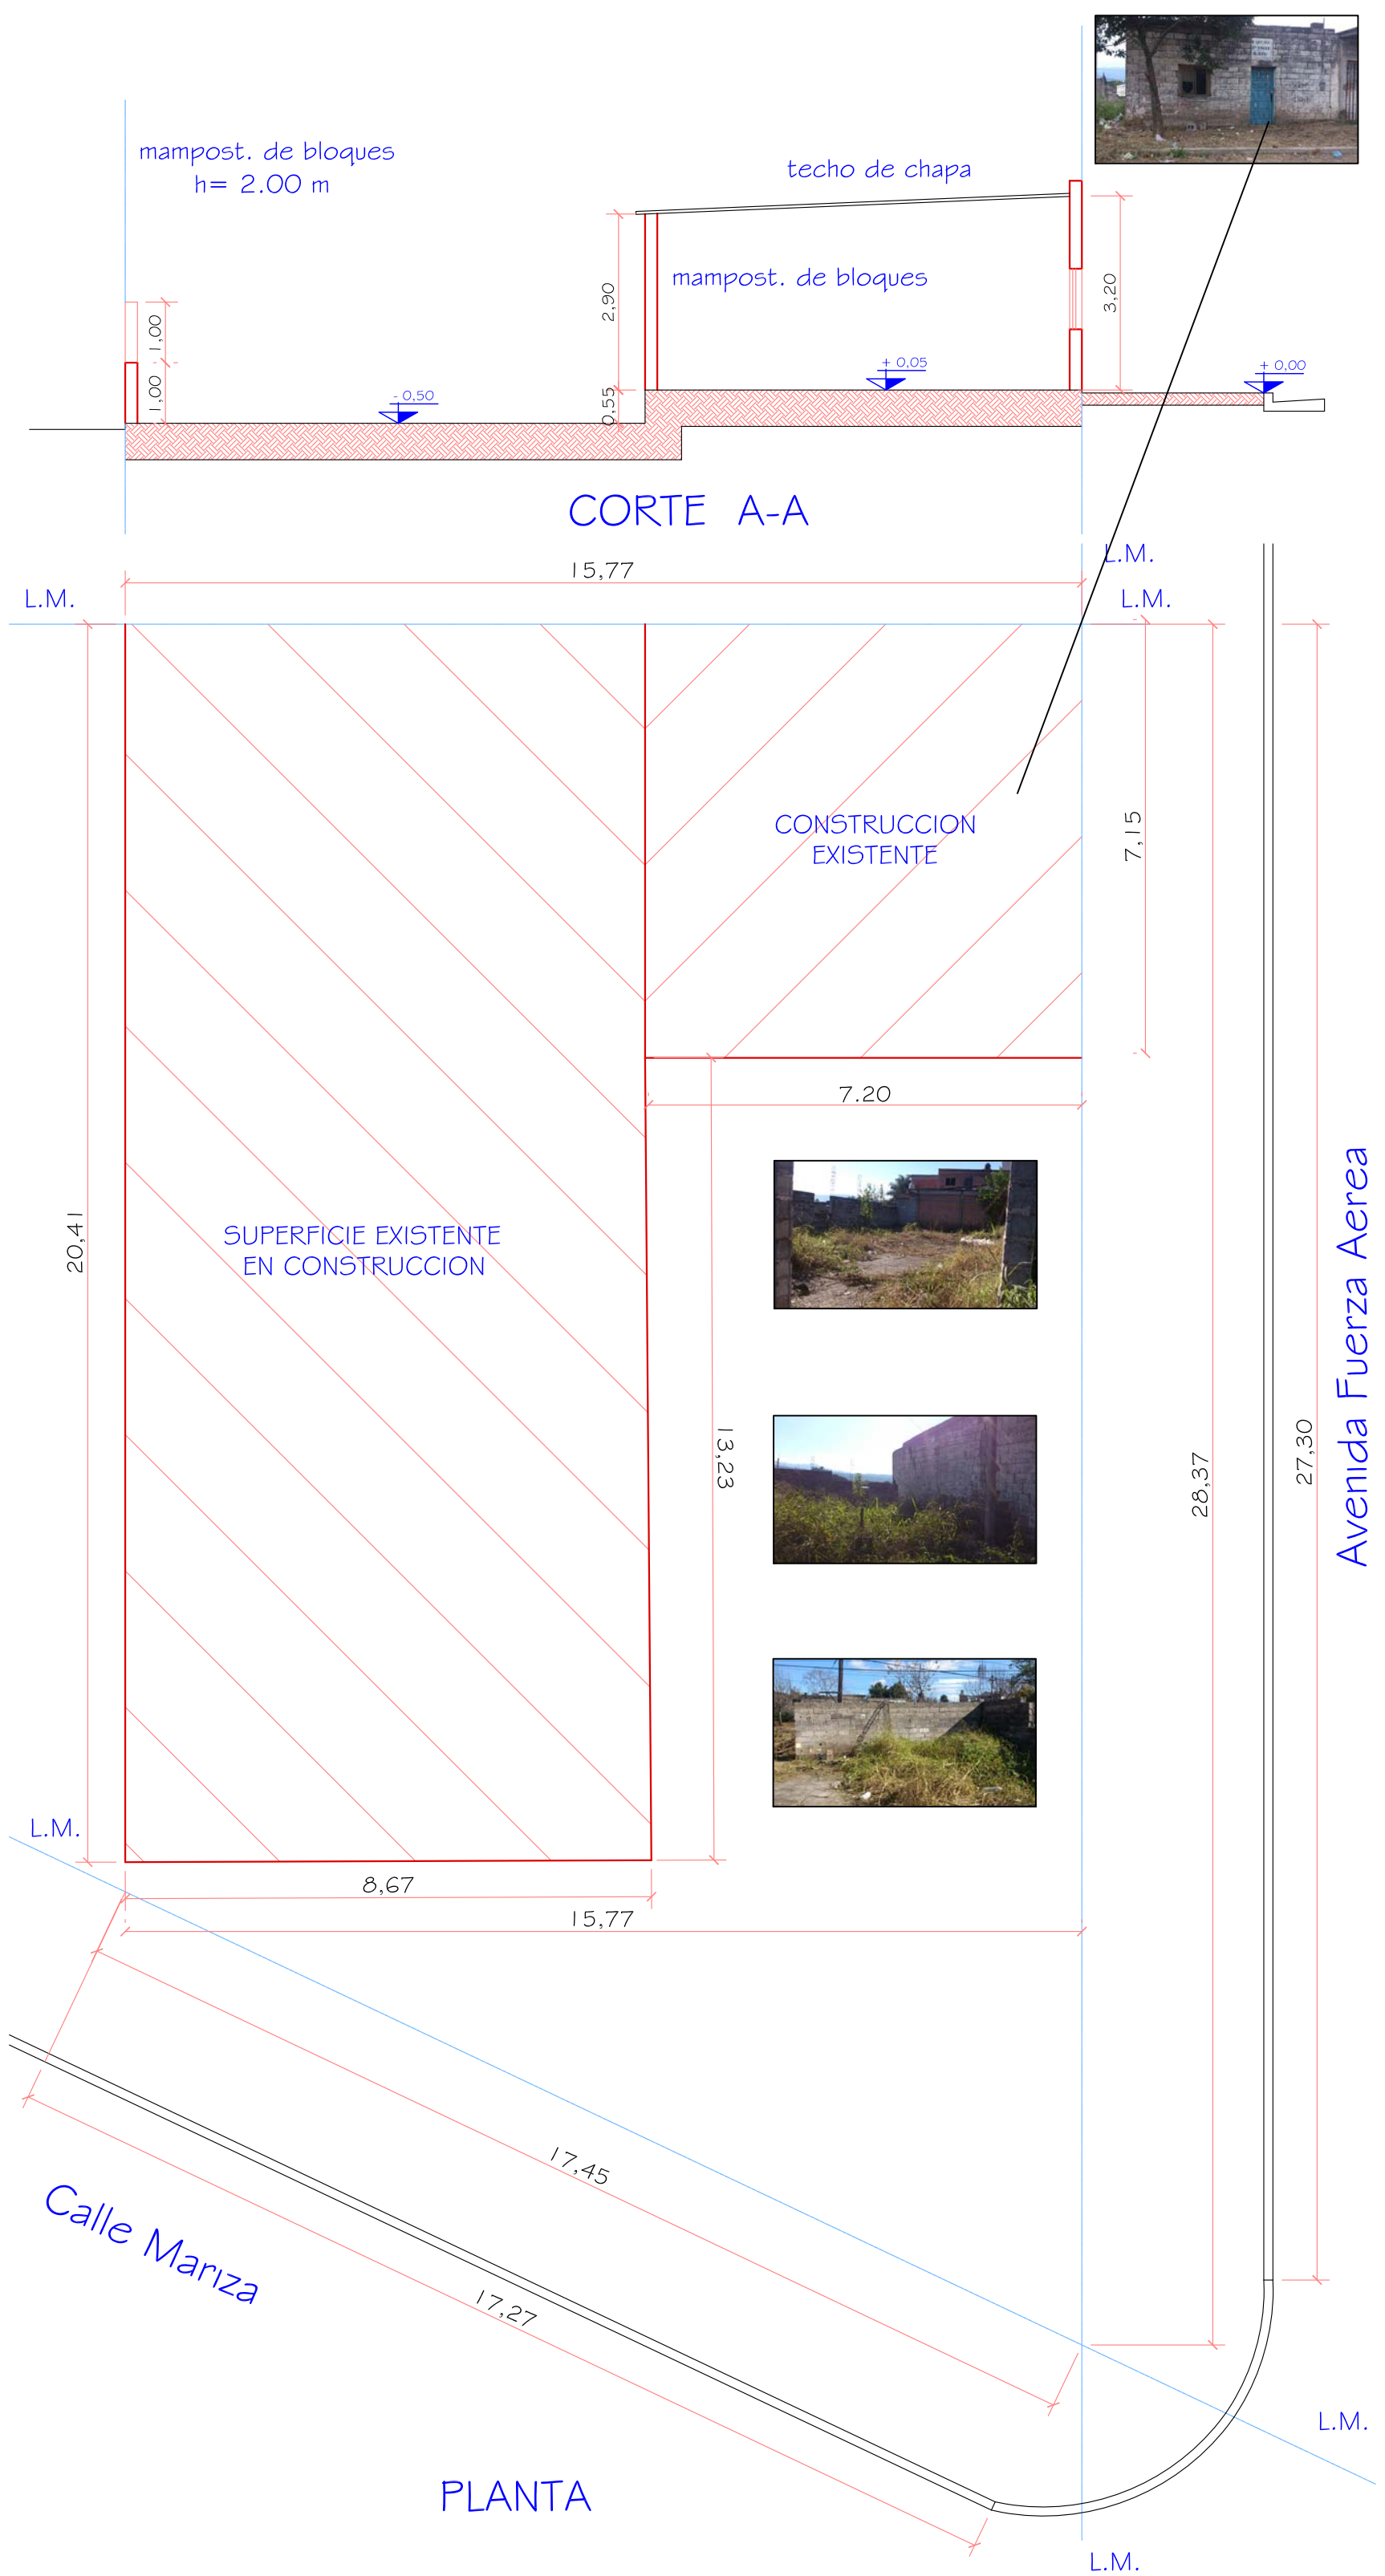 mampost. de bloques
h= 2.00 m
techo de chapa
mampost. de bloques
2,90
3,20
1,00
1,00
0,55
- 0,50
+ 0,05
+ 0,00
CORTE A-A
L.M.
15,77
L.M.
L.M.
CONSTRUCCION
EXISTENTE
7,15
7.20
SUPERFICIE EXISTENTE
EN CONSTRUCCION
20,41
13,23
28,37
27,30
Avenida Fuerza Aerea
L.M.
8,67
15,77
17,45
17,27
Calle Mariza
L.M.
PLANTA
L.M.